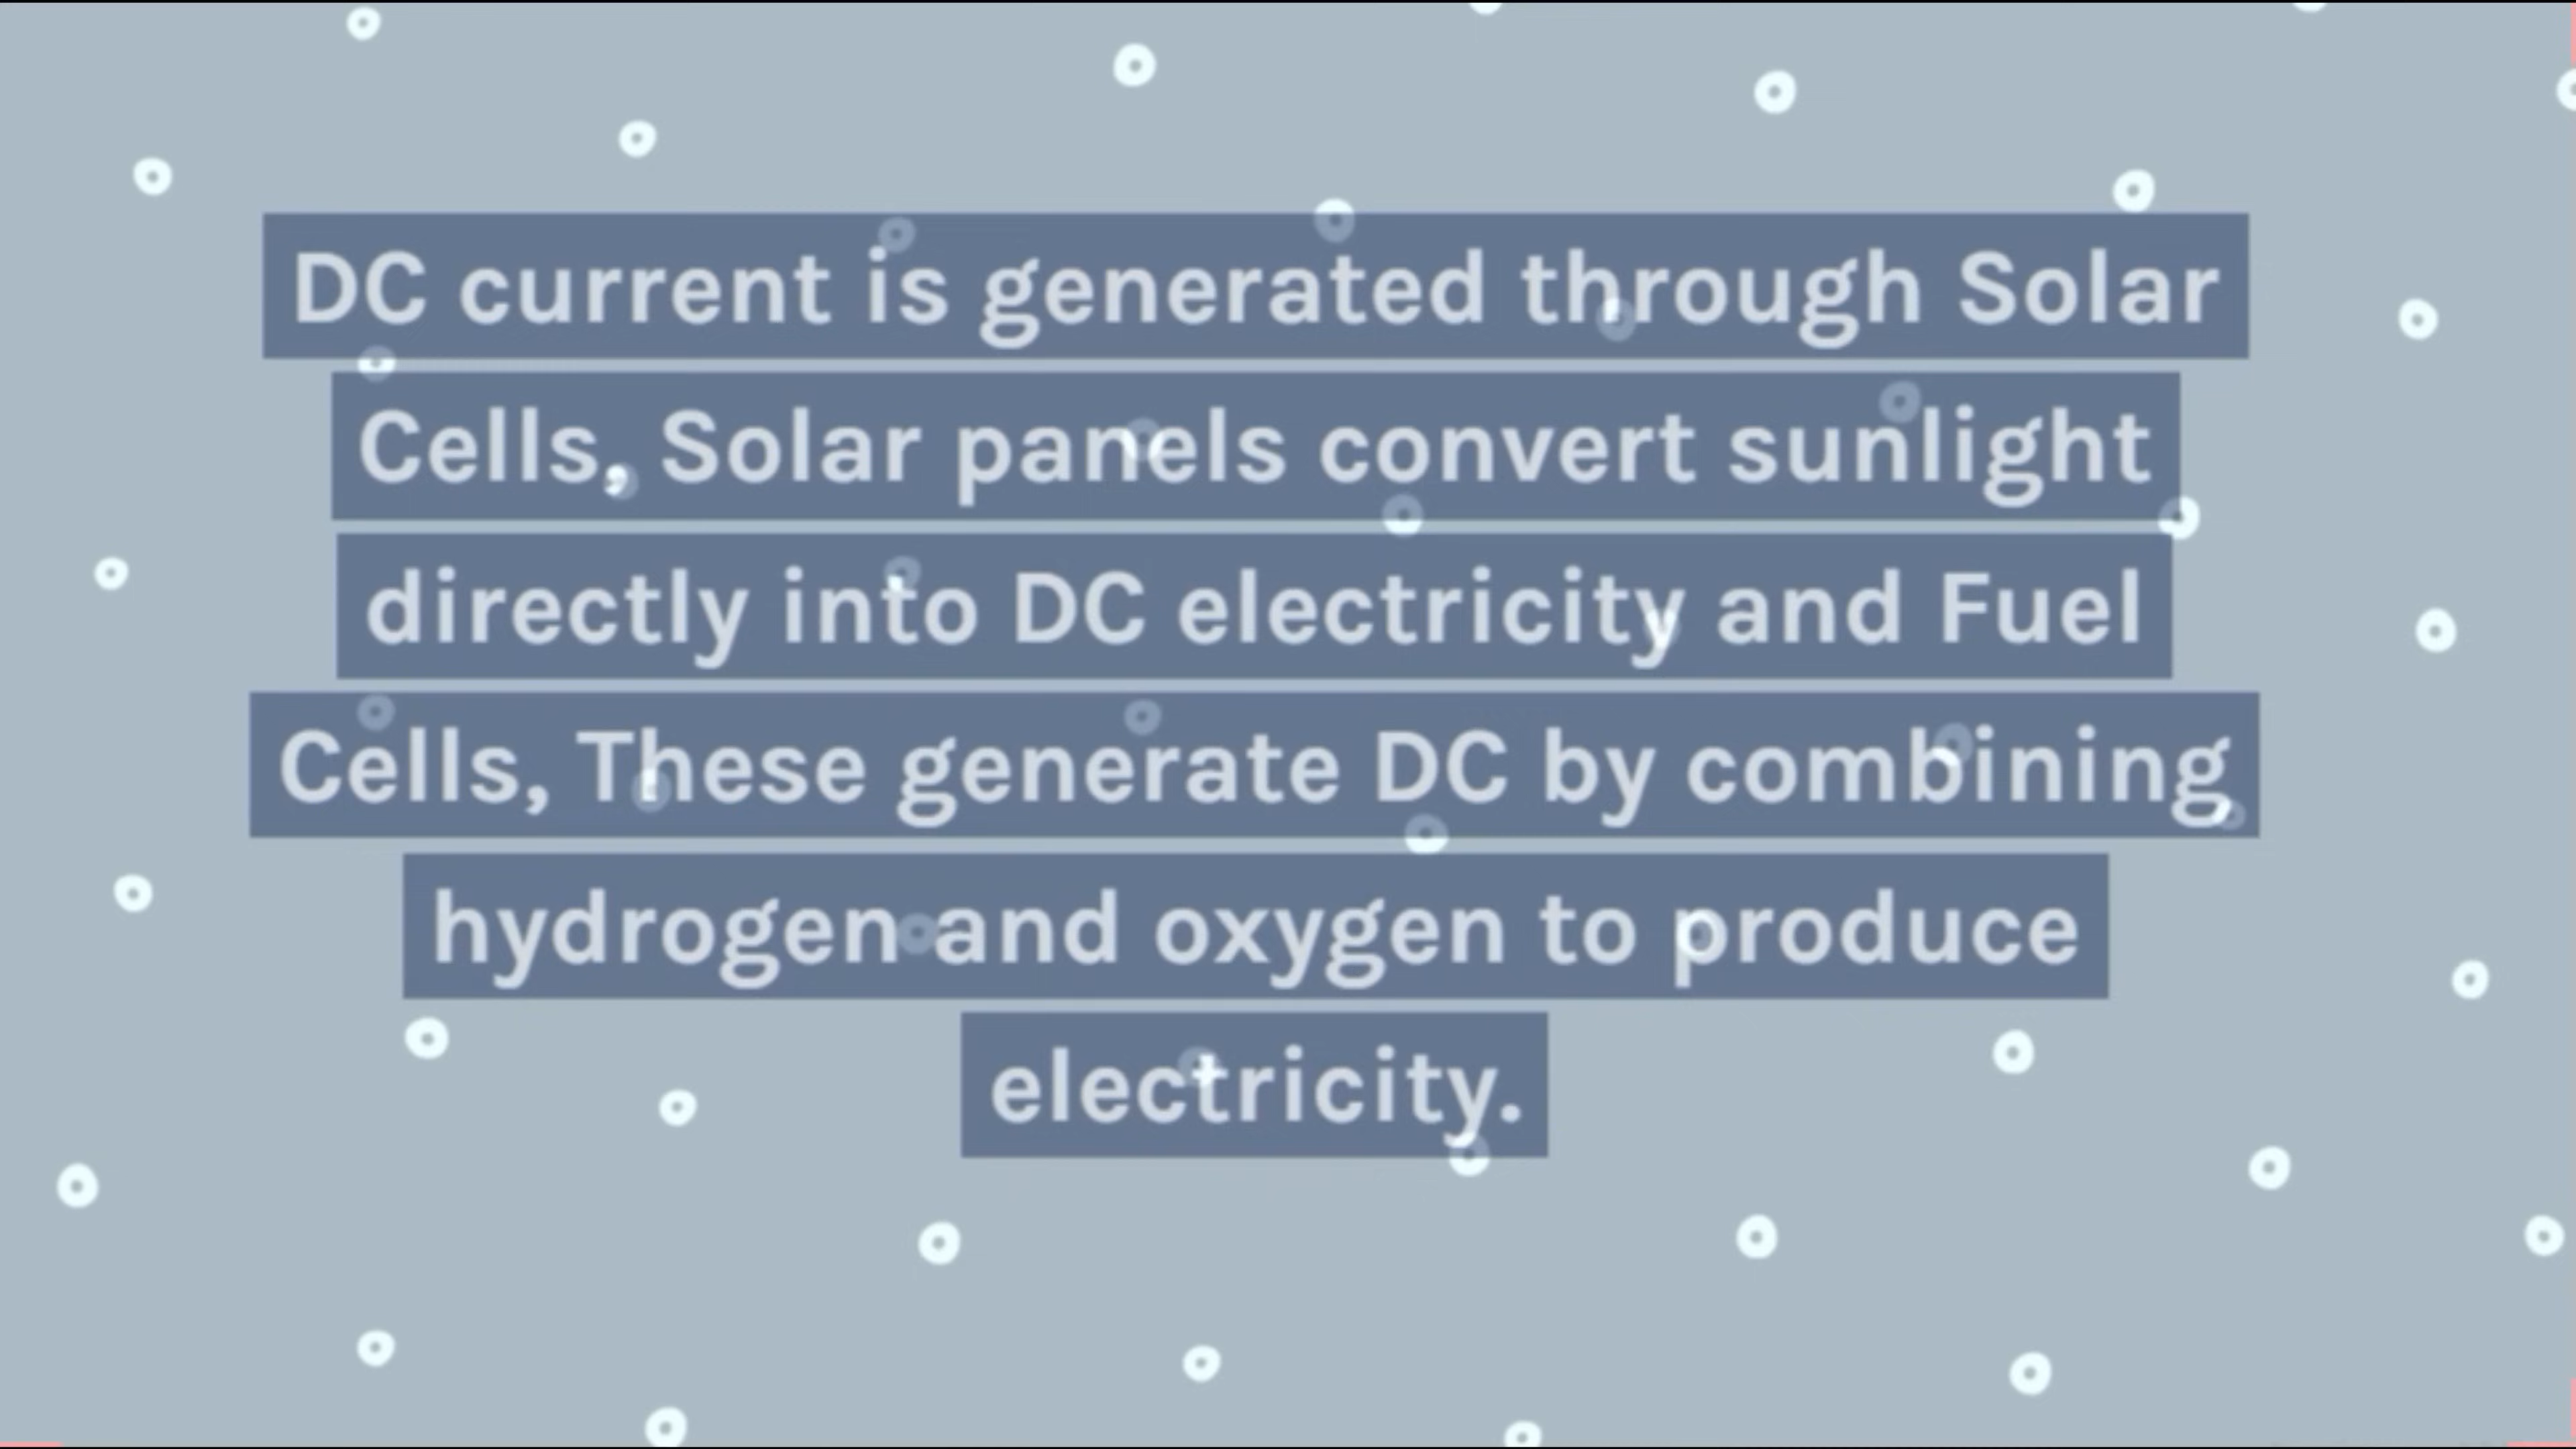 DC current is generated through Solar
Cells, Solar panels convert sunlight
directly into DC electricity and Fuel
Cells, These generate DC by combining
hydrogen and oxygen to produce
electricity.